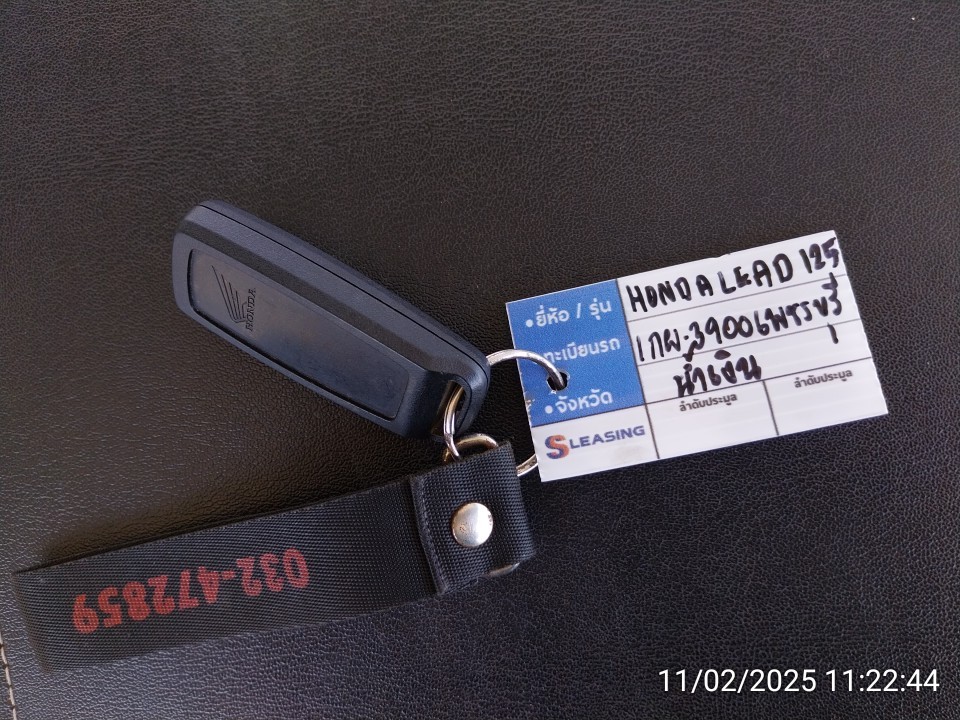 HONDA
•ยี่ห้อ / รุ่น
HONDA LEAD 125
ทะเบียนรถ
1กผ-3900 เพชรบุรี
•จังหวัด
น้ำเงิน
ลำดับประมูล
ลำดับประมูล
SLEASING
032-472859
11/02/2025 11:22:44